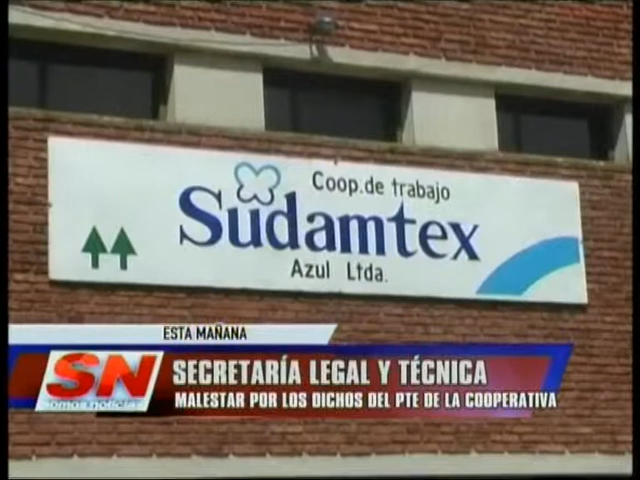 Coop.de trabajo
Sudamtex
Azul Ltda.
ESTA MAÑANA
SN
somos noticias
SECRETARÍA LEGAL Y TÉCNICA
MALESTAR POR LOS DICHOS DEL PTE DE LA COOPERATIVA